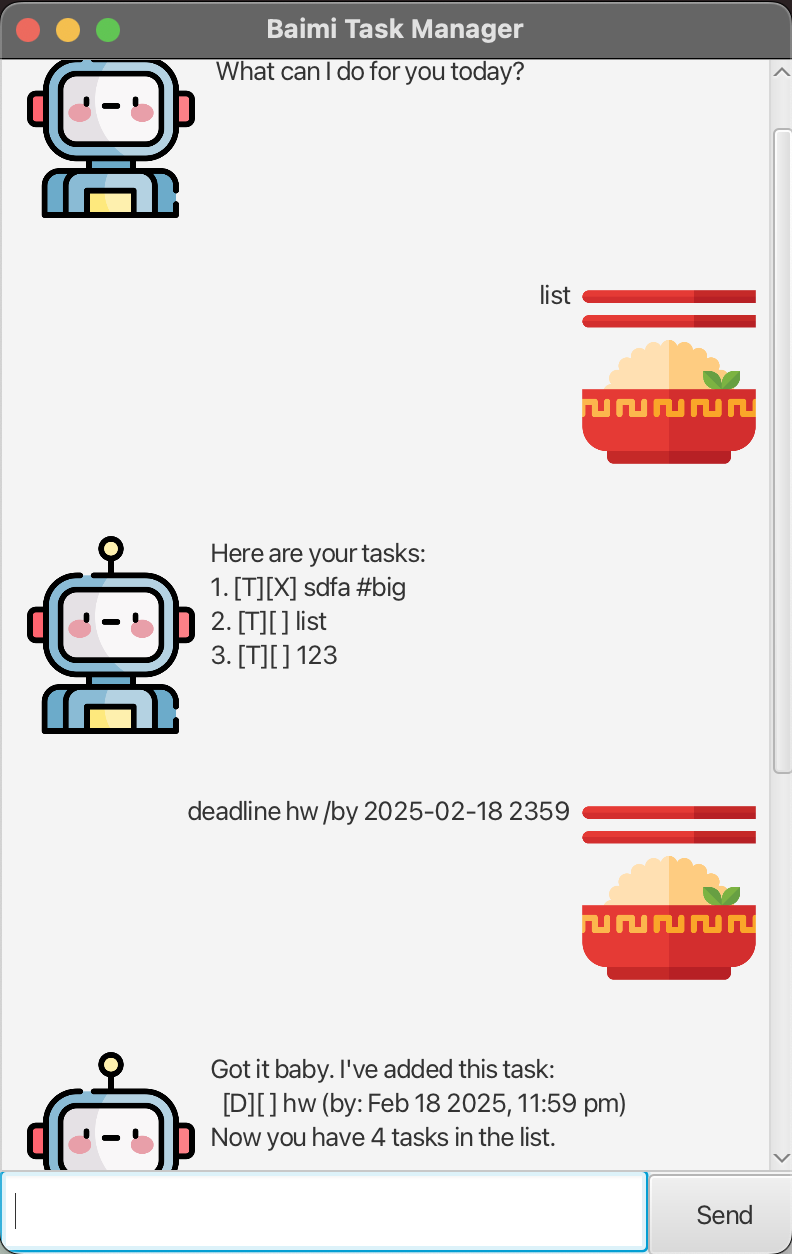 Baimi Task Manager
What can I do for you today?
list
Here are your tasks:
1. [T][X] sdfa #big
2. [T][ ] list
3. [T][ ] 123
deadline hw /by 2025-02-18 2359
Got it baby. I've added this task:
[D][ ] hw (by: Feb 18 2025, 11:59 pm)
Now you have 4 tasks in the list.
Send